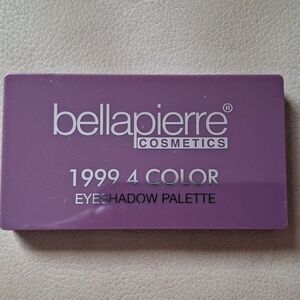 bellapierre®
COSMETICS
1999 4 COLOR
EYESHADOW PALETTE